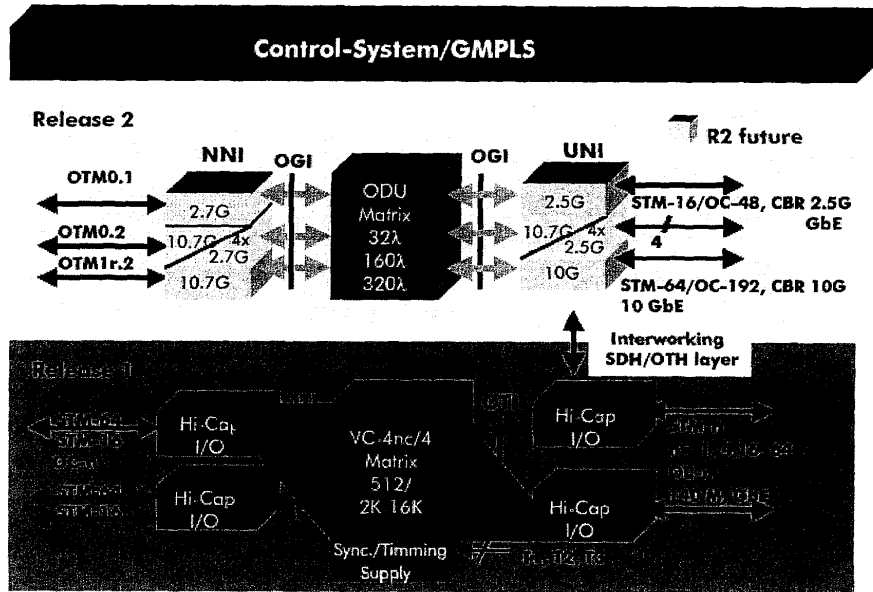 Control-System/GMPLS
Release 2
R2 future
NNI
OGI
OGI
UNI
OTM0.1
OTM0.2
OTM1r.2
2.7G
10.7G
4x
2.7G
10.7G
ODU
Matrix
32λ
160λ
320λ
2.5G
10.7G
4x
2.5G
10G
STM-16/OC-48, CBR 2.5G
GbE
4
STM-64/OC-192, CBR 10G
10 GbE
Interworking
SDH/OTH layer
Release 1
STM-64
STM-16
Hi-Cap
I/O
Hi-Cap
I/O
VC-4nc/4
Matrix
512/
2K 16K
Hi-Cap
I/O
Hi-Cap
I/O
Sync./Timming
Supply